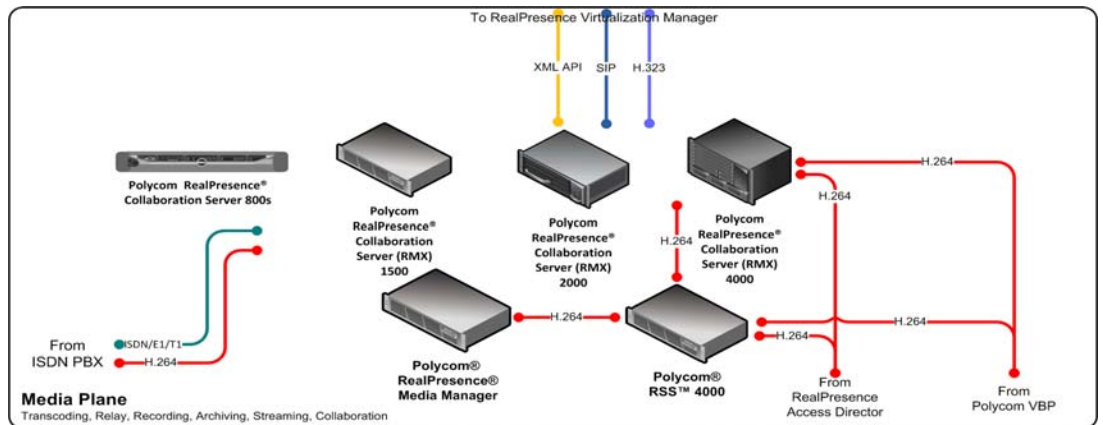 To RealPresence Virtualization Manager
XML API
SIP
H.323
Polycom RealPresence®
Collaboration Server 800s
Polycom
RealPresence®
Collaboration
Server (RMX)
1500
Polycom
RealPresence®
Collaboration
Server (RMX)
2000
Polycom
RealPresence®
Collaboration
Server (RMX)
4000
H.264
H.264
H.264
H.264
H.264
H.264
From
ISDN PBX
ISDN/E1/T1
H.264
Polycom®
RealPresence®
Media Manager
Polycom®
RSS™ 4000
From
RealPresence
Access Director
From
Polycom VBP
Media Plane
Transcoding, Relay, Recording, Archiving, Streaming, Collaboration